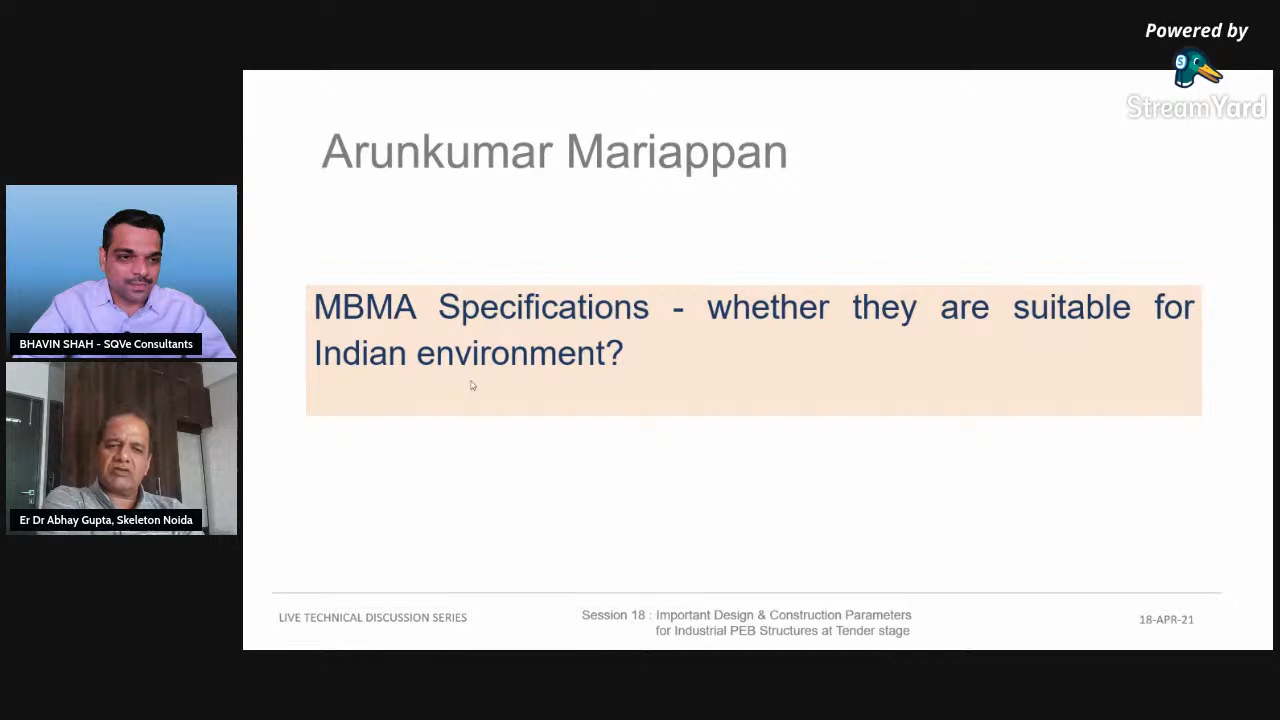 Powered by
StreamYard
Arunkumar Mariappan
MBMA Specifications - whether they are suitable for
Indian environment?
BHAVIN SHAH - SQVe Consultants
Er Dr Abhay Gupta, Skeleton Noida
LIVE TECHNICAL DISCUSSION SERIES
Session 18 : Important Design & Construction Parameters
for Industrial PEB Structures at Tender stage
18-APR-21